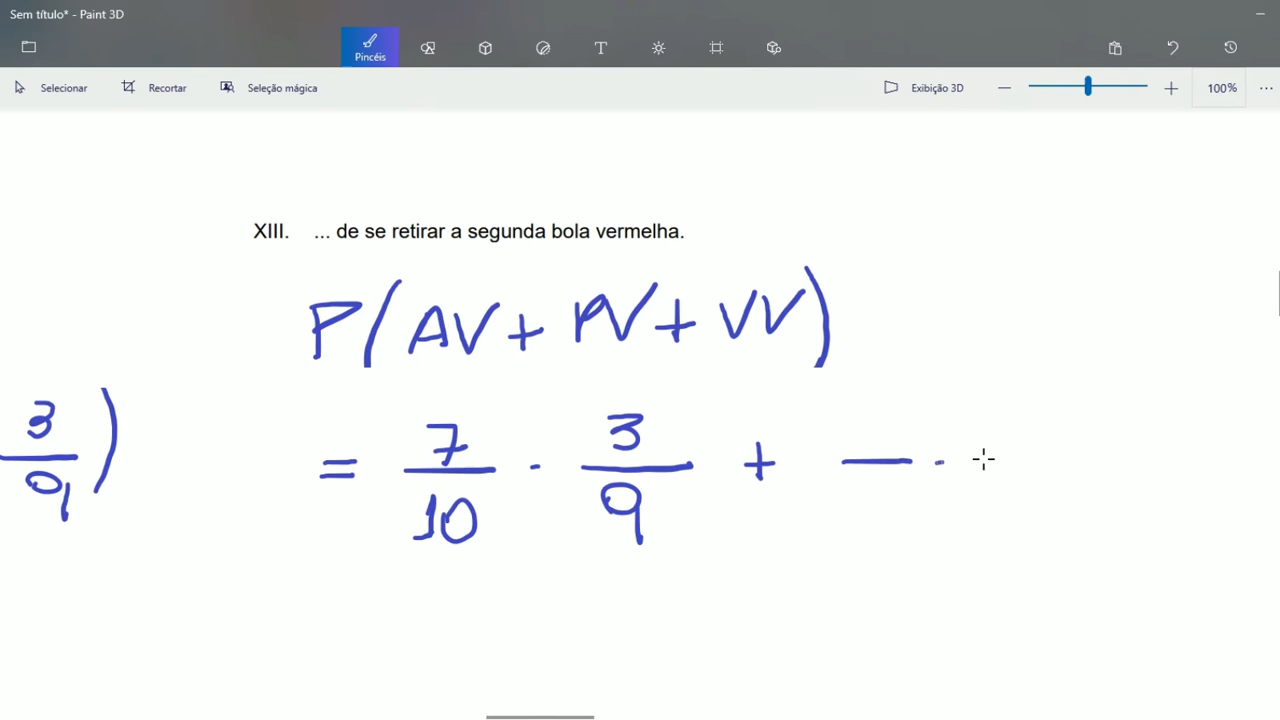 Sem título* - Paint 3D
Pincéis
Selecionar Recortar Seleção mágica Exibição 3D 100%
XIII. ... de se retirar a segunda bola vermelha.
P(AV + PV + VV)
3/9 )
= 7/10 · 3/9 + — ·